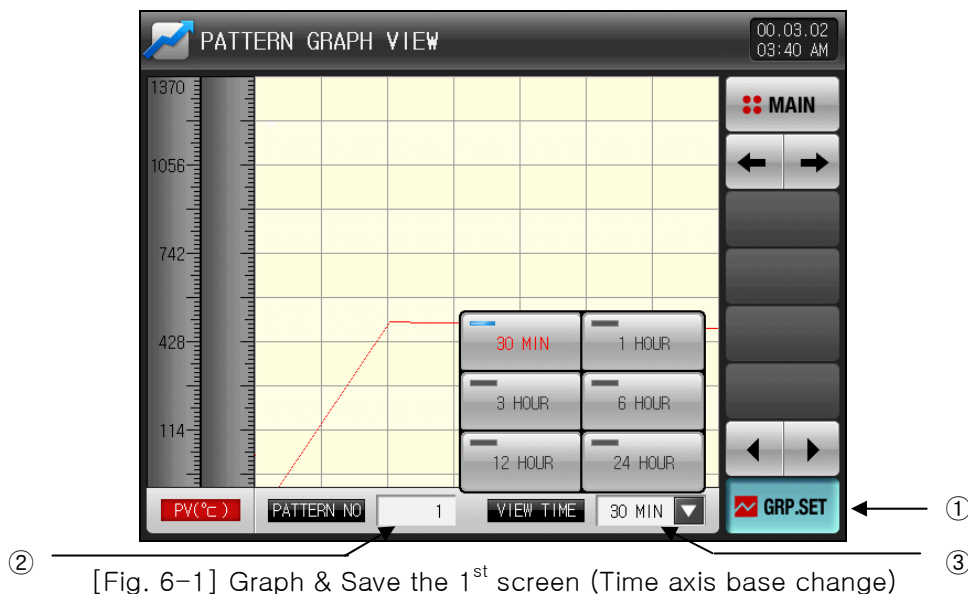 PATTERN GRAPH VIEW
00.03.02
03:40 AM
1370
1056
742
428
114
MAIN
30 MIN
1 HOUR
3 HOUR
6 HOUR
12 HOUR
24 HOUR
PV(℃)
PATTERN NO
1
VIEW TIME
30 MIN
GRP.SET
①
②
③
[Fig. 6-1] Graph & Save the 1st screen (Time axis base change)